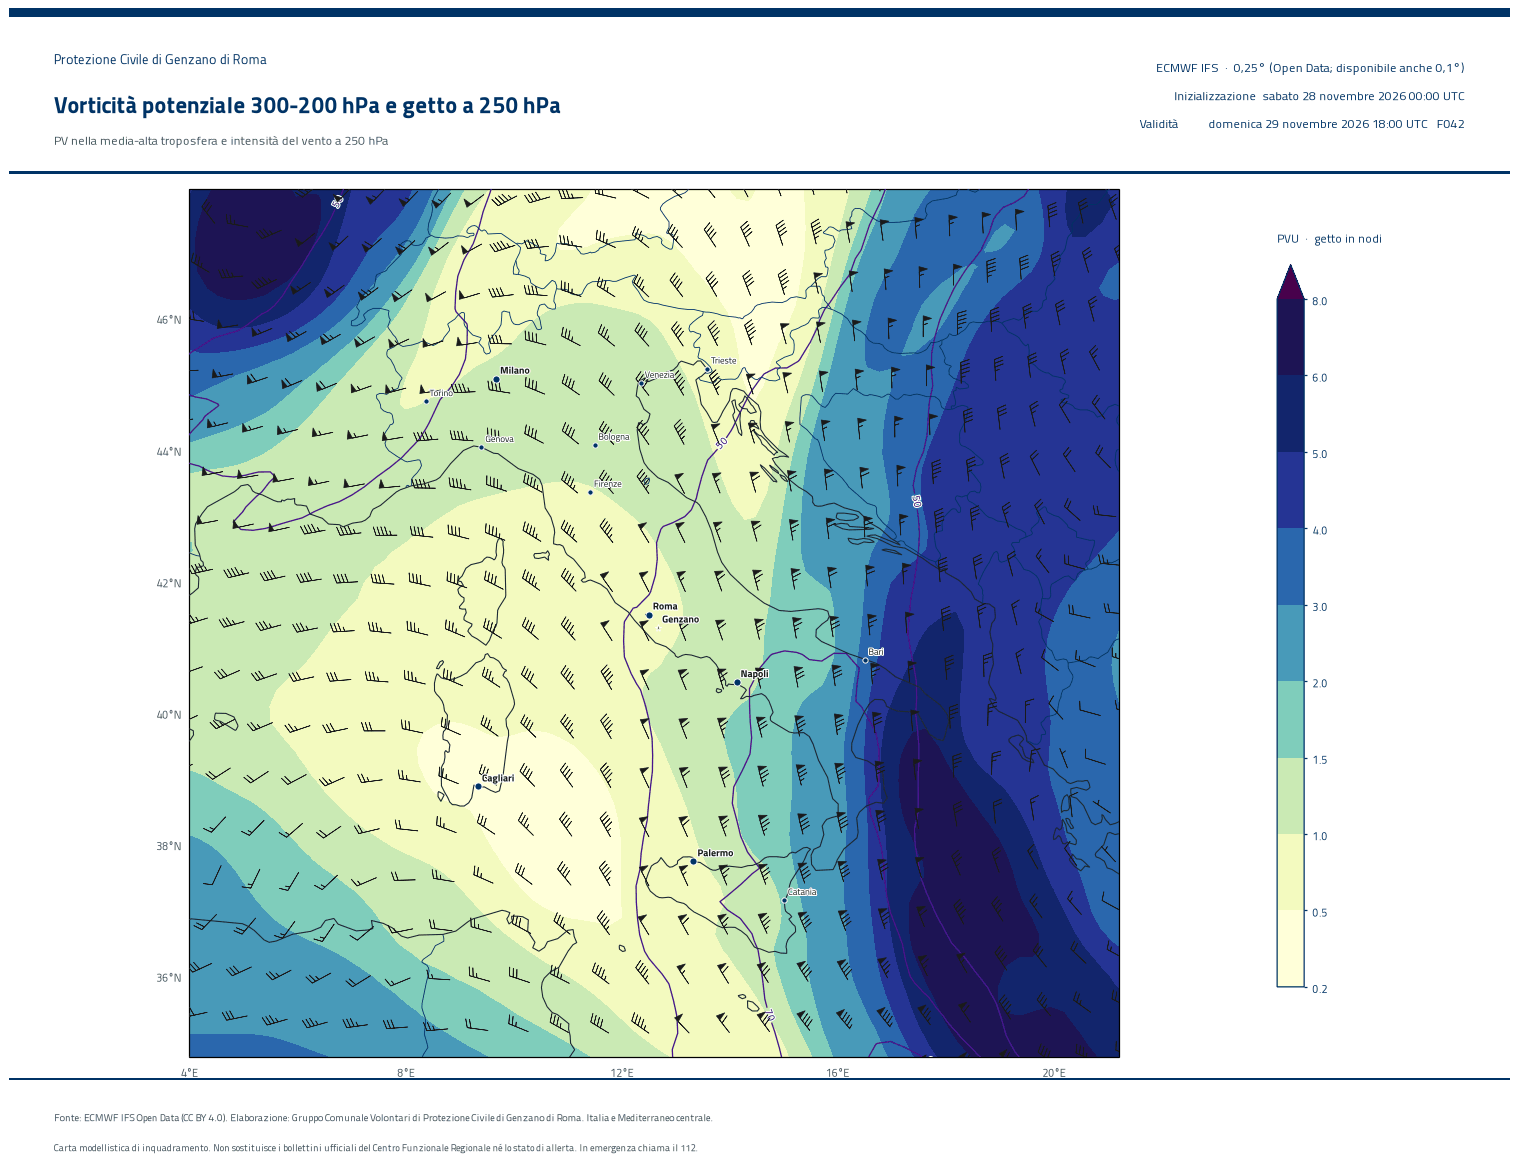 Protezione Civile di Genzano di Roma
Vorticità potenziale 300-200 hPa e getto a 250 hPa
PV nella media-alta troposfera e intensità del vento a 250 hPa
ECMWF IFS · 0,25° (Open Data; disponibile anche 0,1°)
Inizializzazione sabato 28 novembre 2026 00:00 UTC
Validità domenica 29 novembre 2026 18:00 UTC F042
PVU · getto in nodi
8.0
6.0
5.0
4.0
3.0
2.0
1.5
1.0
0.5
0.2
46°N
44°N
42°N
40°N
38°N
36°N
4°E
8°E
12°E
16°E
20°E
Milano
Torino
Venezia
Trieste
Genova
Bologna
Firenze
Roma
Genzano
Napoli
Bari
Cagliari
Palermo
Catania
50
50
70
Fonte: ECMWF IFS Open Data (CC BY 4.0). Elaborazione: Gruppo Comunale Volontari di Protezione Civile di Genzano di Roma. Italia e Mediterraneo centrale.
Carta modellistica di inquadramento. Non sostituisce i bollettini ufficiali del Centro Funzionale Regionale né lo stato di allerta. In emergenza chiama il 112.